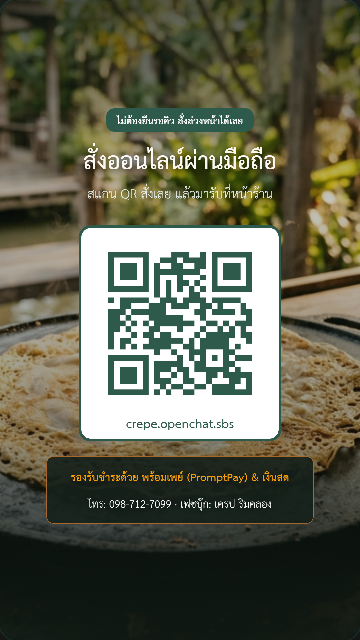 ไม่ต้องยืนรอคิว สั่งล่วงหน้าได้เลย
สั่งออนไลน์ผ่านมือถือ
สแกน QR สั่งเลย แล้วมารับที่หน้าร้าน
crepe.openchat.sbs
รองรับชำระด้วย พร้อมเพย์ (PromptPay) & เงินสด
โทร: 098-712-7099 · เฟซบุ๊ก: เครป ริมคลอง